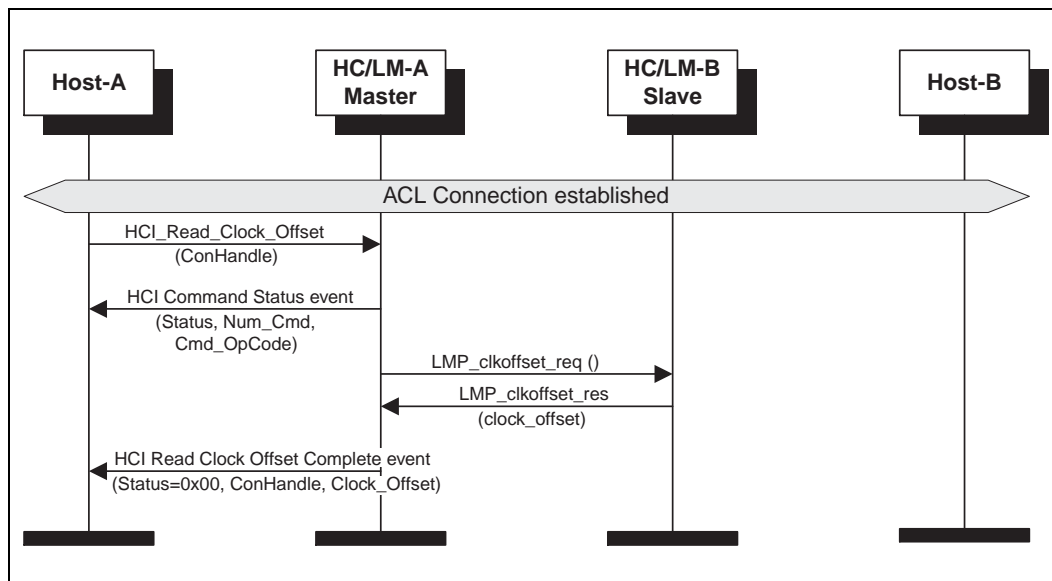 Host-A
HC/LM-A
Master
HC/LM-B
Slave
Host-B
ACL Connection established
HCI_Read_Clock_Offset
(ConHandle)
HCI Command Status event
(Status, Num_Cmd,
Cmd_OpCode)
LMP_clkoffset_req ()
LMP_clkoffset_res
(clock_offset)
HCI Read Clock Offset Complete event
(Status=0x00, ConHandle, Clock_Offset)